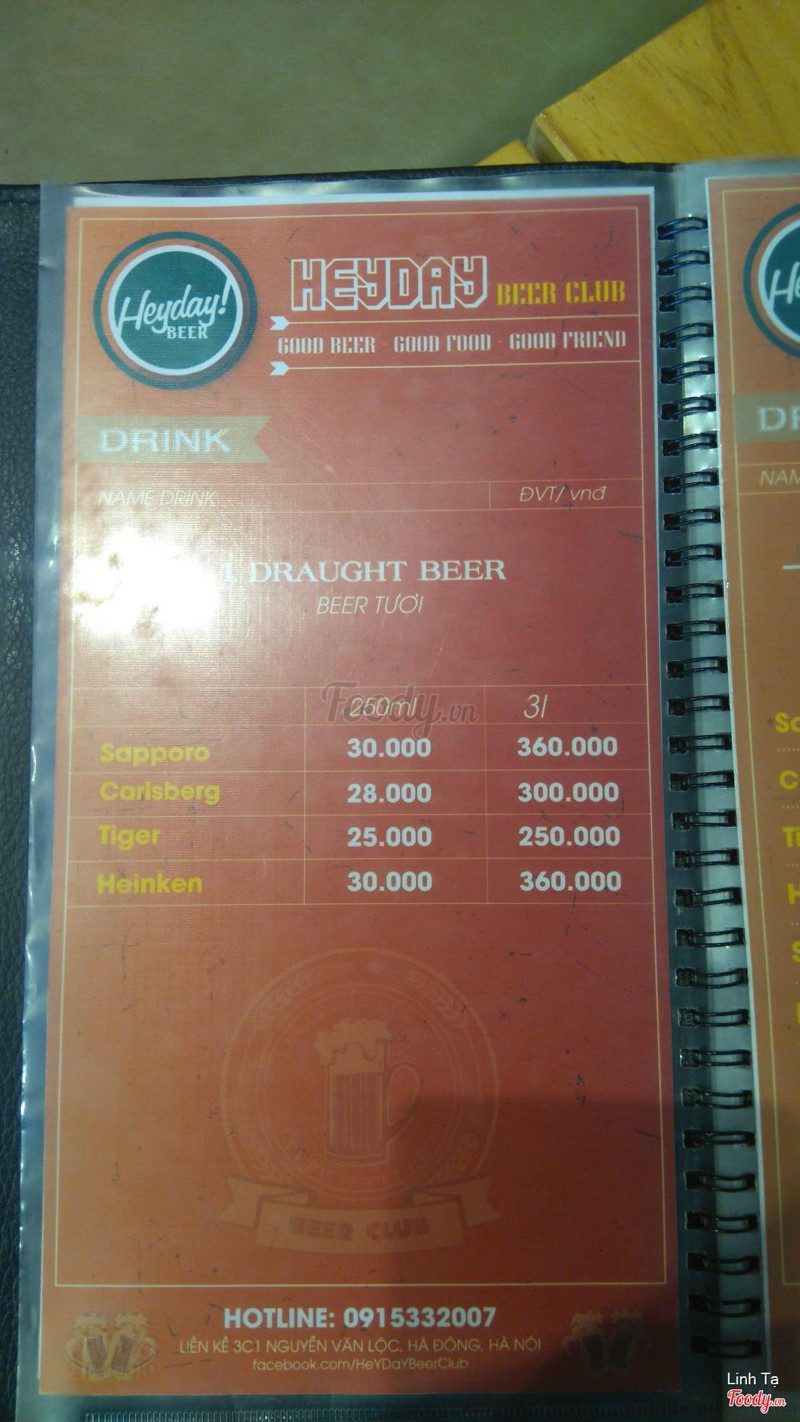 Heyday!
BEER
HEYDAY BEER CLUB
GOOD BEER - GOOD FOOD - GOOD FRIEND
DRINK
NAME DRINK ĐVT/ vnđ
1. DRAUGHT BEER
BEER TƯƠI
250ml 3l
Sapporo 30.000 360.000
Carlsberg 28.000 300.000
Tiger 25.000 250.000
Heinken 30.000 360.000
Foody.vn
BEER CLUB
HOTLINE: 0915332007
LIỀN KỀ 3C1 NGUYỄN VĂN LỘC, HÀ ĐÔNG, HÀ NỘI
facebook.com/HeYDaYBeerClub
Linh Tạ
Foody.vn